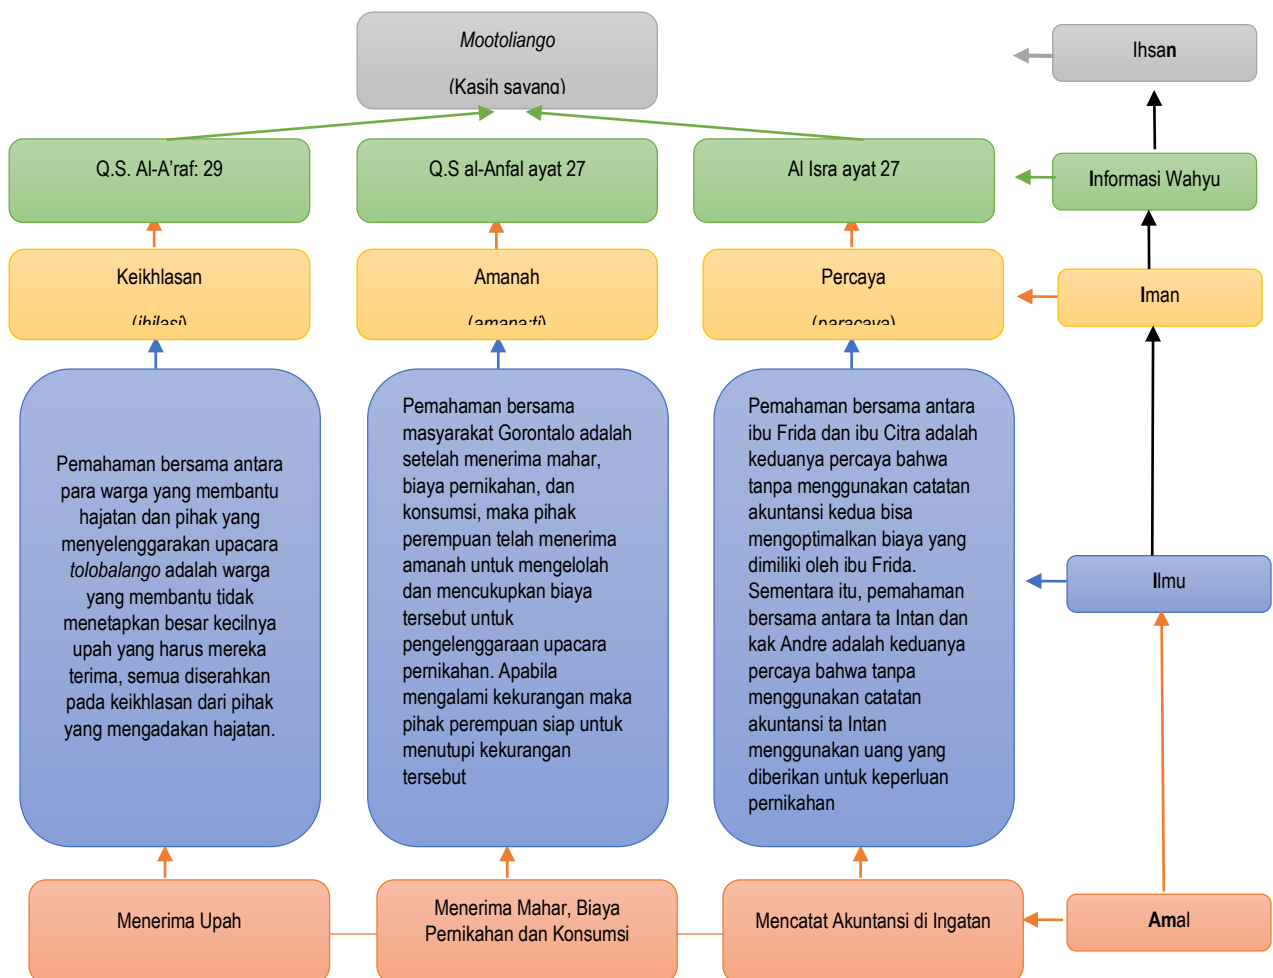 Mootoliango
(Kasih sayang)
Ihsan
Q.S. Al-A’raf: 29
Q.S al-Anfal ayat 27
Al Isra ayat 27
Informasi Wahyu
Keikhlasan
(ihilasi)
Amanah
(amana:ti)
Percaya
(paracaya)
Iman
Pemahaman bersama antara
para warga yang membantu
hajatan dan pihak yang
menyelenggarakan upacara
tolobalango adalah warga
yang membantu tidak
menetapkan besar kecilnya
upah yang harus mereka
terima, semua diserahkan
pada keikhlasan dari pihak
yang mengadakan hajatan.
Pemahaman bersama
masyarakat Gorontalo adalah
setelah menerima mahar,
biaya pernikahan, dan
konsumsi, maka pihak
perempuan telah menerima
amanah untuk mengelolah
dan mencukupkan biaya
tersebut untuk
pengelenggaraan upacara
pernikahan. Apabila
mengalami kekurangan maka
pihak perempuan siap untuk
menutupi kekurangan
tersebut
Pemahaman bersama antara
ibu Frida dan ibu Citra adalah
keduanya percaya bahwa
tanpa menggunakan catatan
akuntansi kedua bisa
mengoptimalkan biaya yang
dimiliki oleh ibu Frida.
Sementara itu, pemahaman
bersama antara ta Intan dan
kak Andre adalah keduanya
percaya bahwa tanpa
menggunakan catatan
akuntansi ta Intan
menggunakan uang yang
diberikan untuk keperluan
pernikahan
Ilmu
Menerima Upah
Menerima Mahar, Biaya
Pernikahan dan Konsumsi
Mencatat Akuntansi di Ingatan
Amal